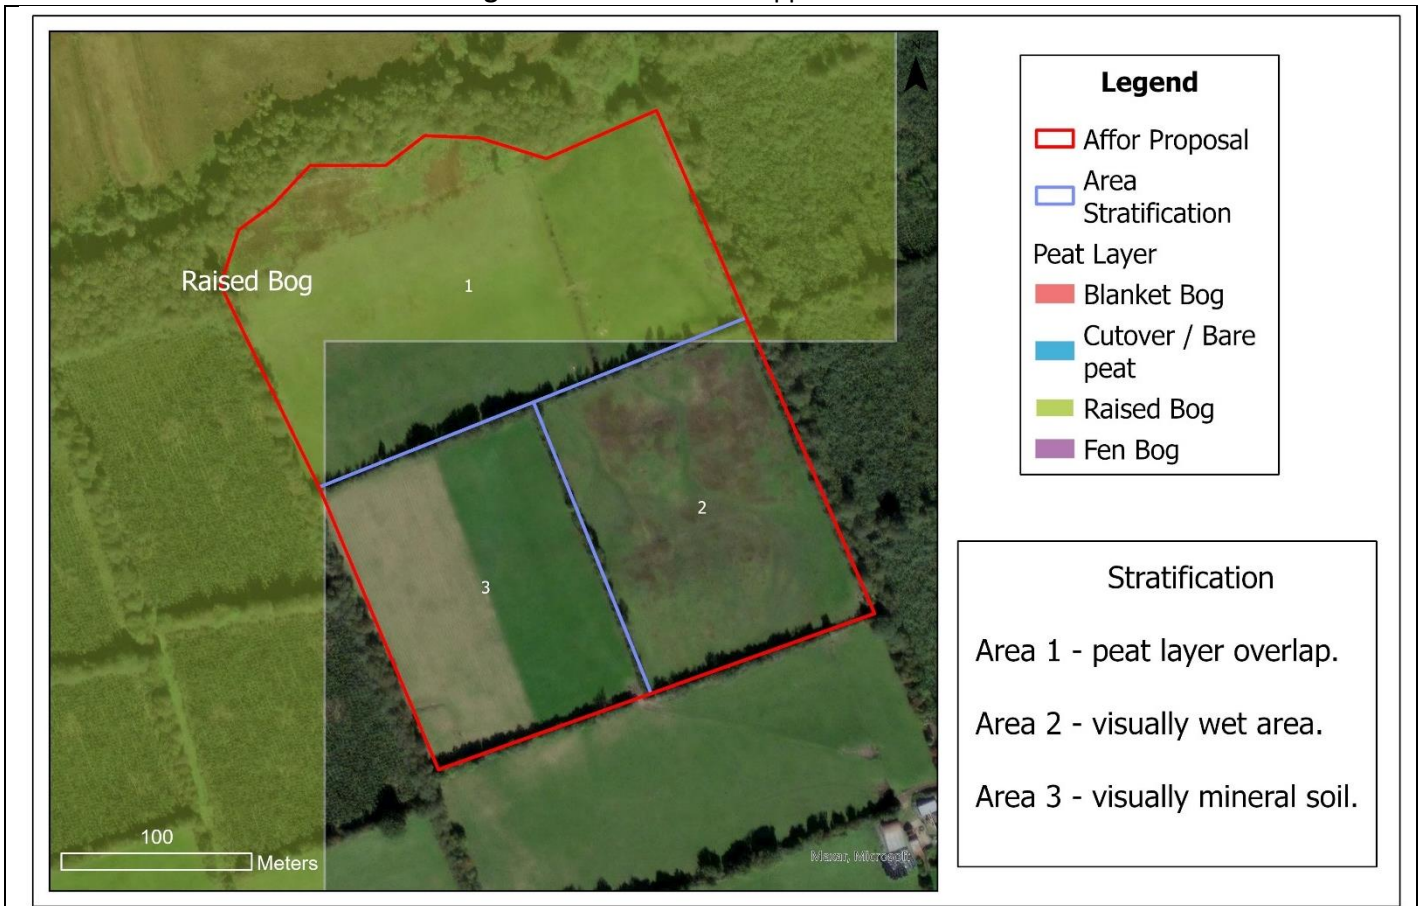 Legend
Affor Proposal
Area
Stratification
Peat Layer
Blanket Bog
Cutover / Bare
peat
Raised Bog
Fen Bog
N
Raised Bog
1
2
3
100
Meters
Maxar, Microsoft
Stratification
Area 1 - peat layer overlap.
Area 2 - visually wet area.
Area 3 - visually mineral soil.